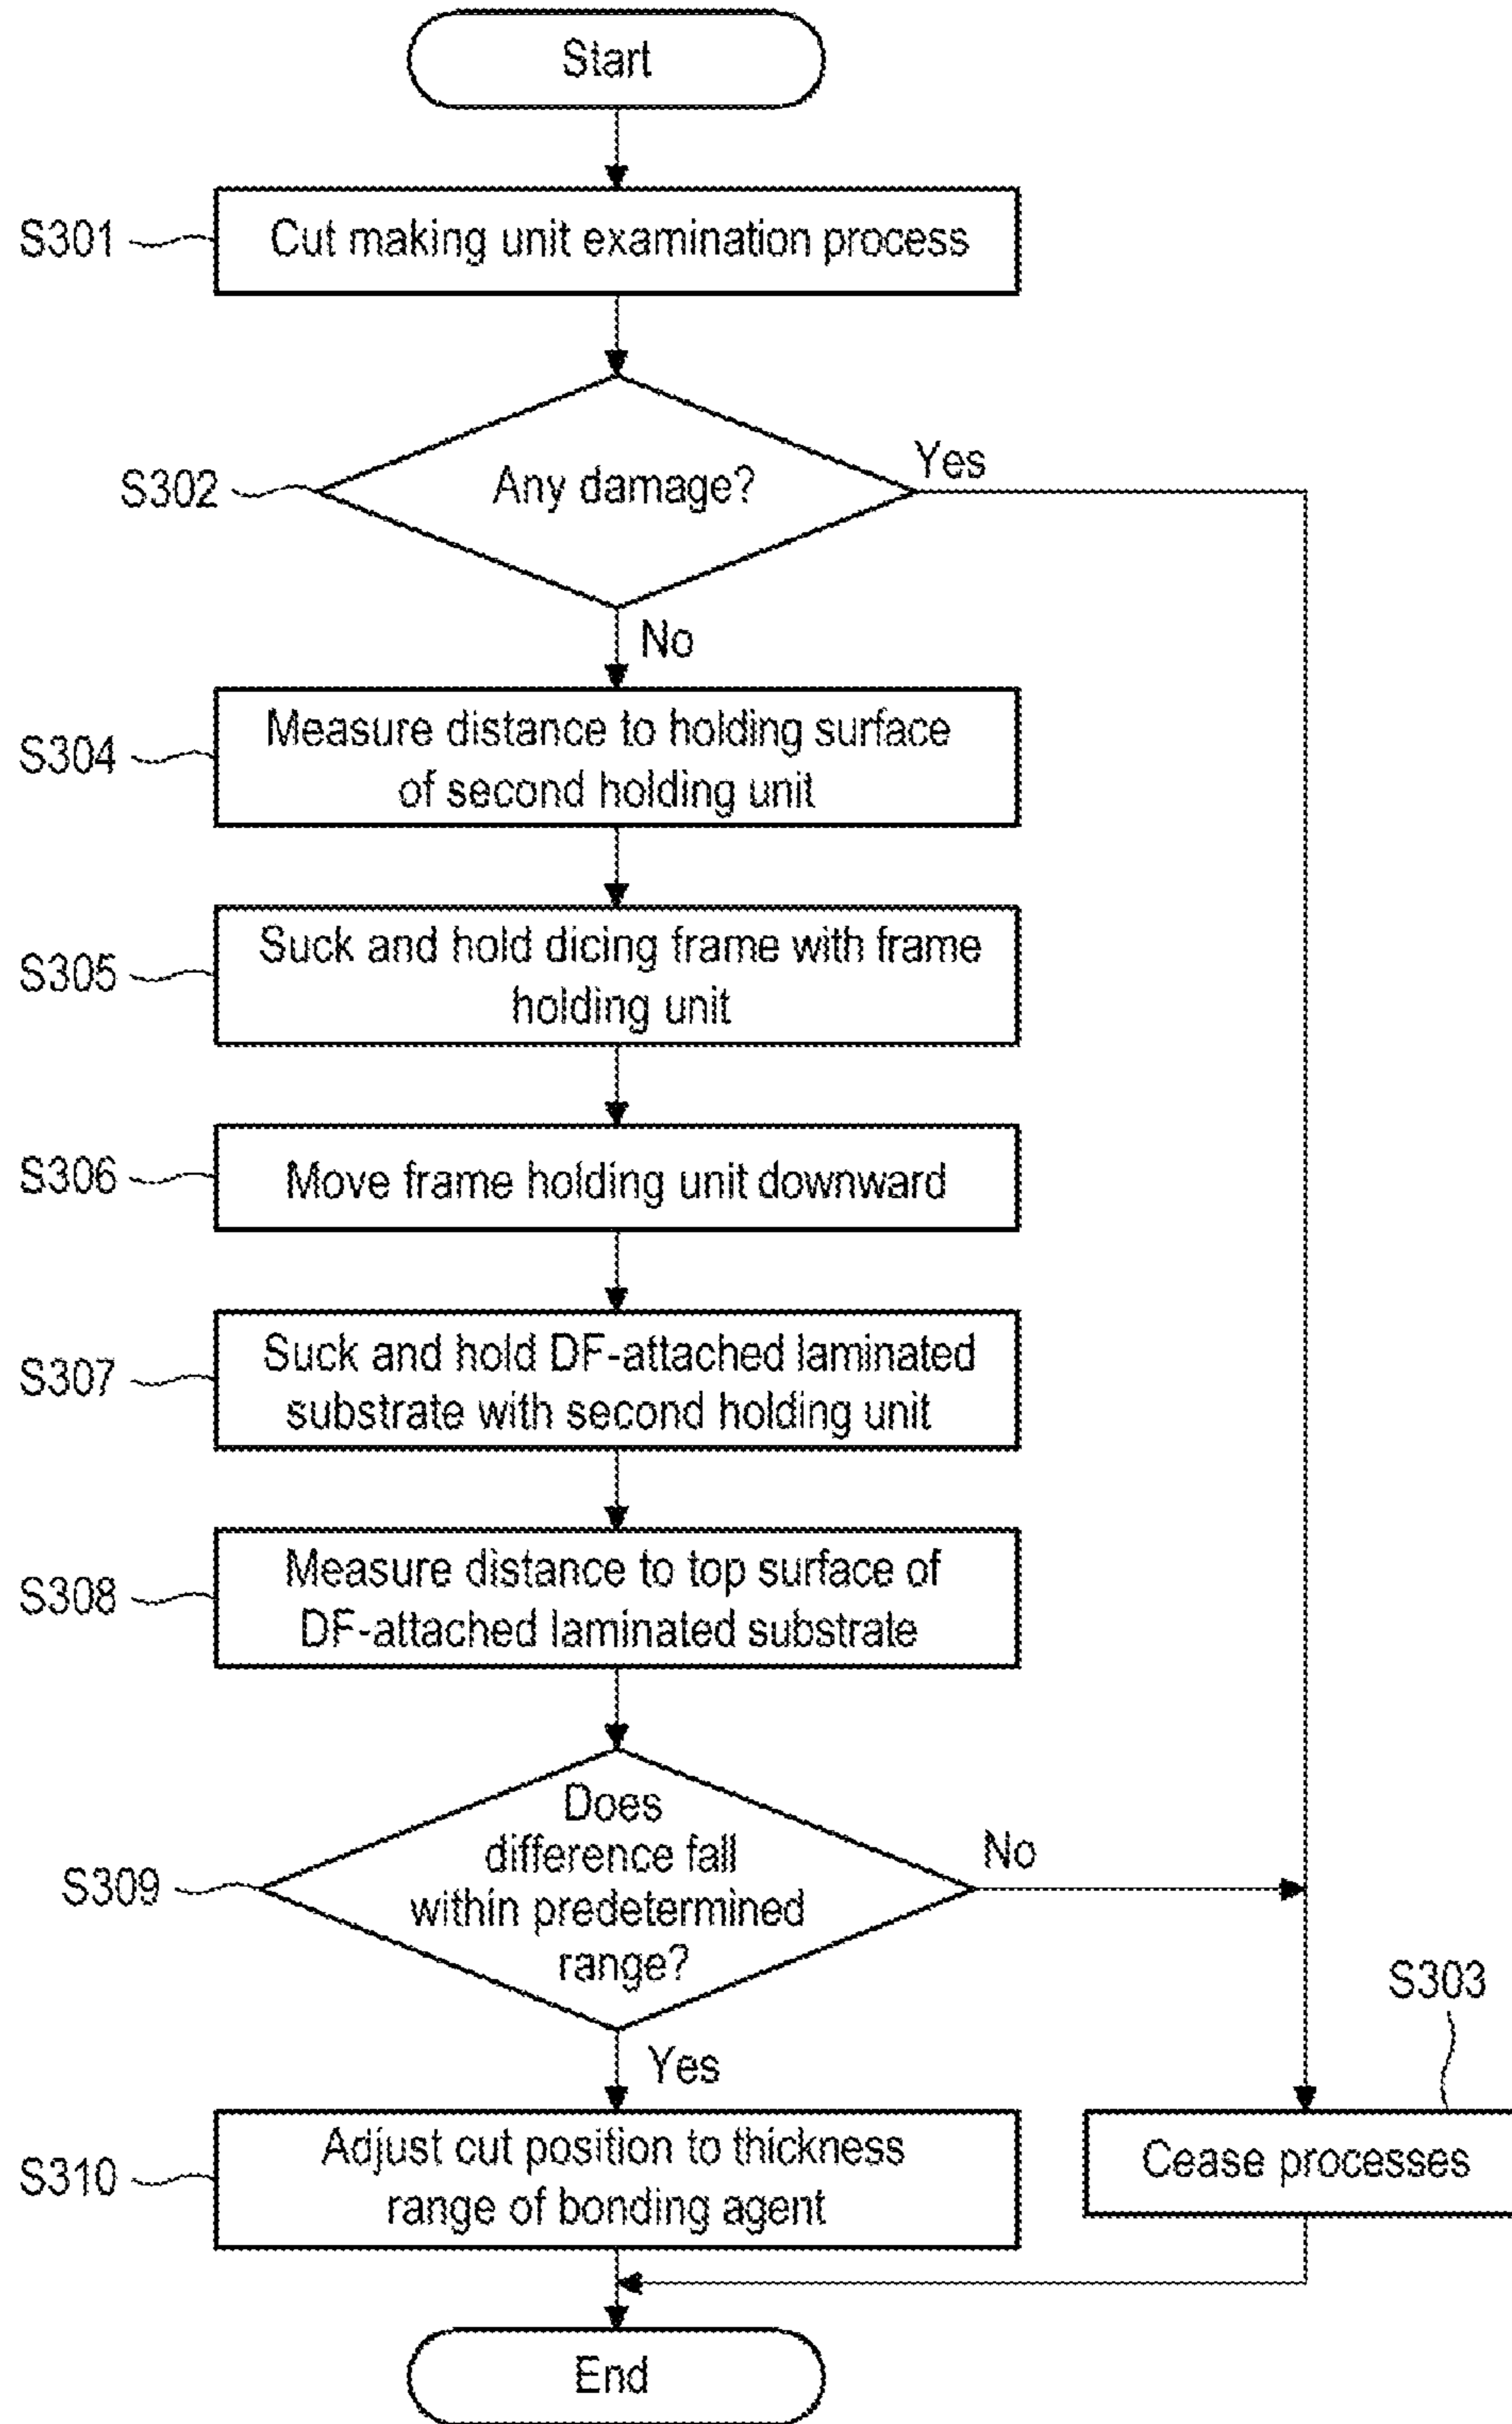 Start
S301
Cut making unit examination process
S302
Any damage?
Yes
No
S304
Measure distance to holding surface
of second holding unit
S305
Suck and hold dicing frame with frame
holding unit
S306
Move frame holding unit downward
S307
Suck and hold DF-attached laminated
substrate with second holding unit
S308
Measure distance to top surface of
DF-attached laminated substrate
S309
Does
difference fall
within predetermined
range?
No
Yes
S303
Cease processes
S310
Adjust cut position to thickness
range of bonding agent
End